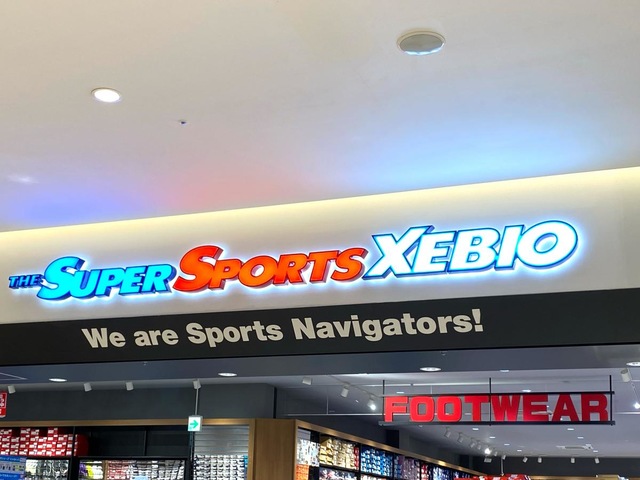 THE SUPER SPORTS XEBIO
We are Sports Navigators!
FOOTWEAR